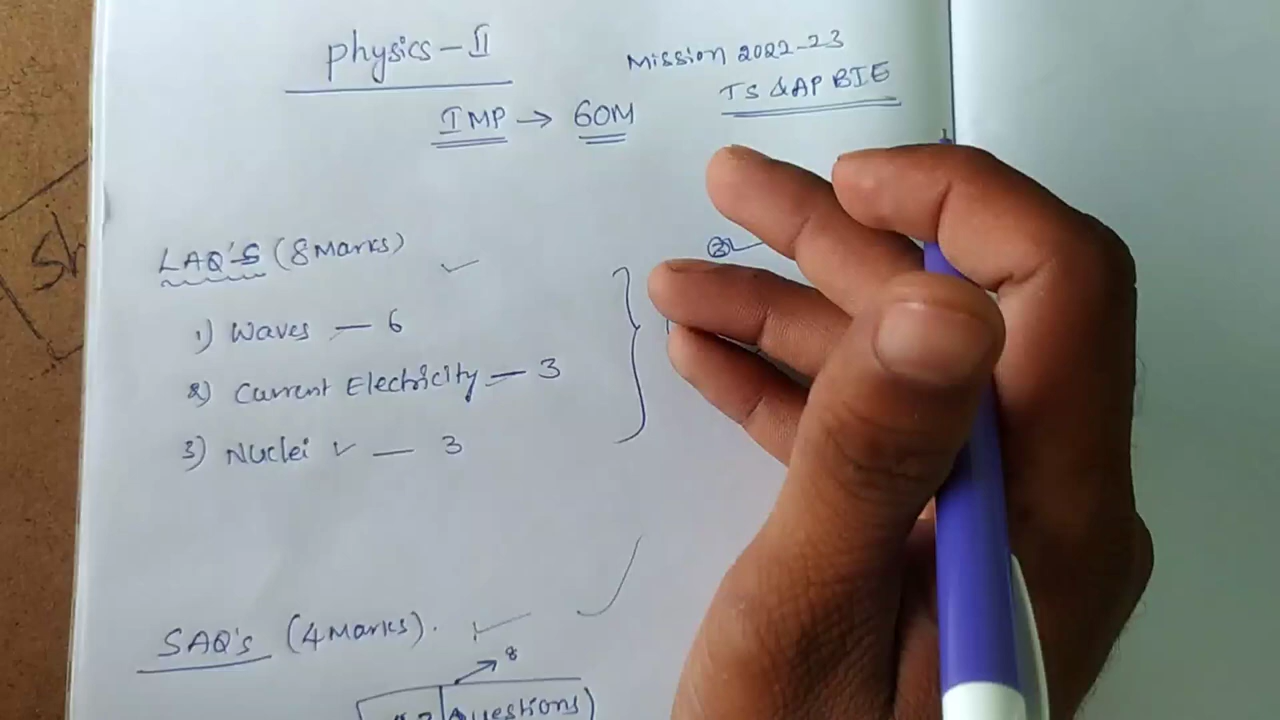 Physics-II
Mission 2022-23
TS & AP BIE
IMP → 60M
LAQ'S (8 Marks)
②
1) Waves — 6
2) Current Electricity — 3
3) Nuclei ✓ — 3
SAQ's (4 Marks).
8
Questions)